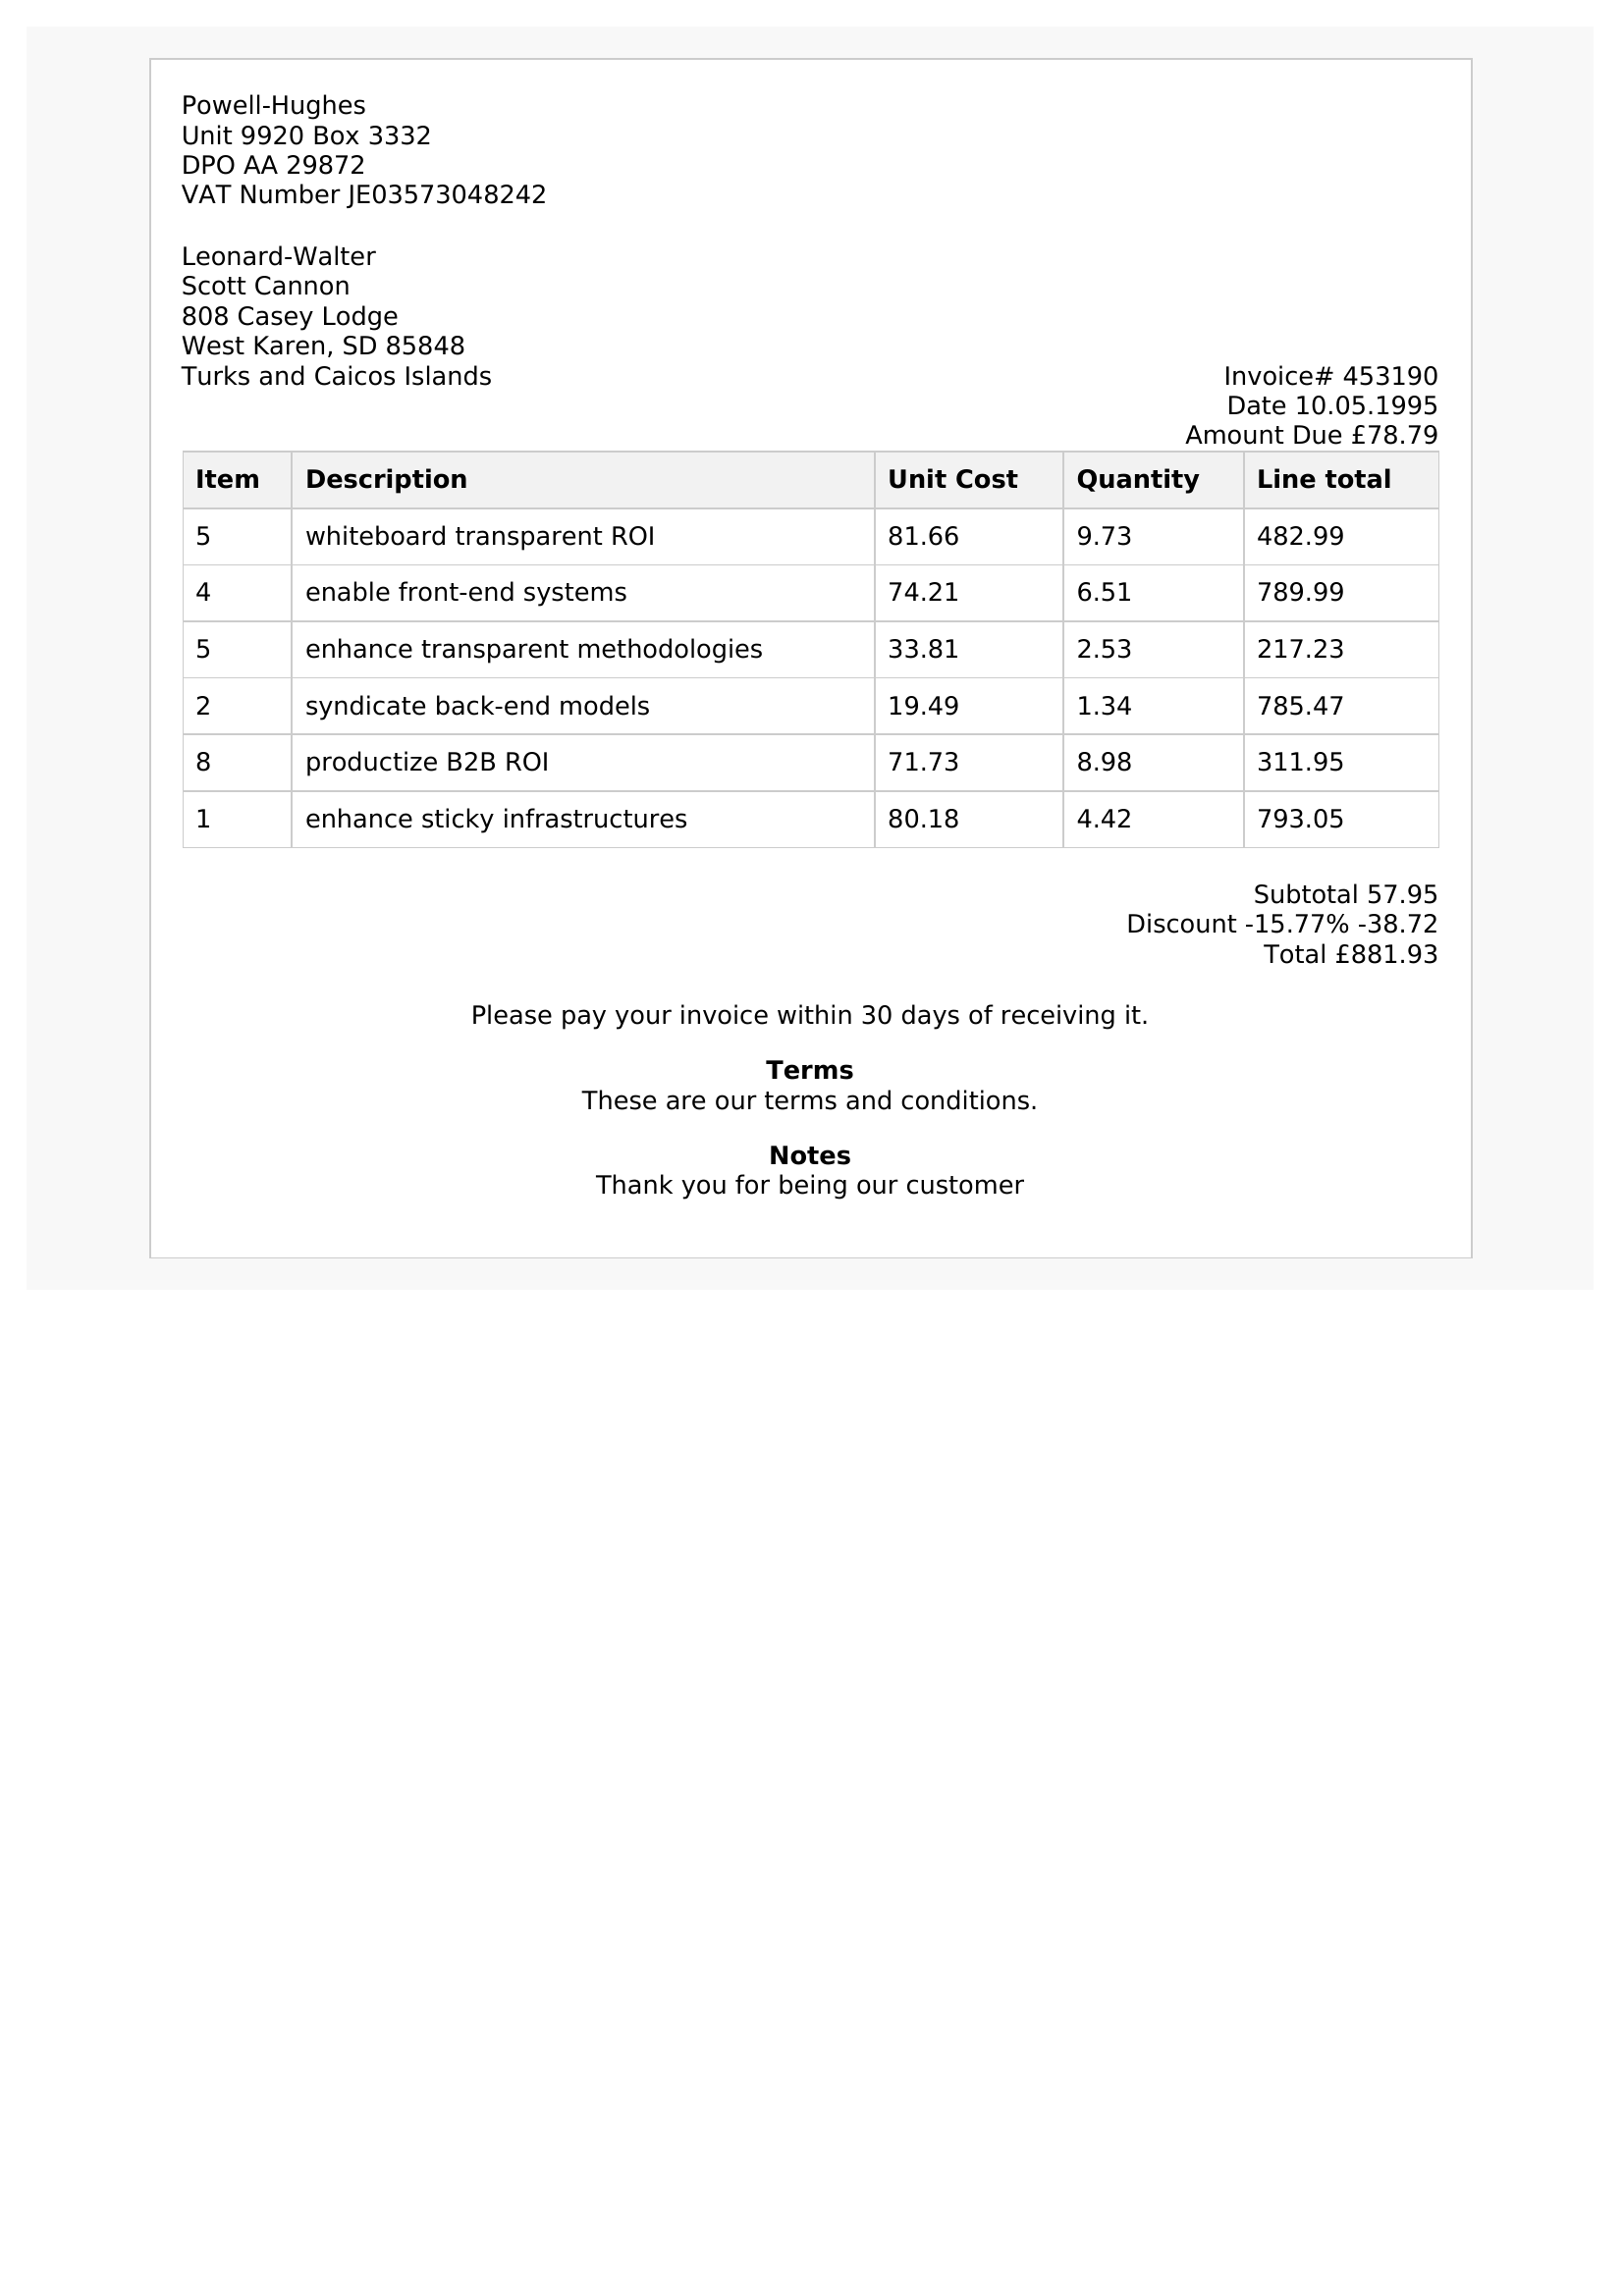 Powell-Hughes
Unit 9920 Box 3332
DPO AA 29872
VAT Number JE03573048242
Leonard-Walter
Scott Cannon
808 Casey Lodge
West Karen, SD 85848
Turks and Caicos Islands
Invoice# 453190
Date 10.05.1995
Amount Due £78.79
Item Description Unit Cost Quantity Line total
5 whiteboard transparent ROI 81.66 9.73 482.99
4 enable front-end systems 74.21 6.51 789.99
5 enhance transparent methodologies 33.81 2.53 217.23
2 syndicate back-end models 19.49 1.34 785.47
8 productize B2B ROI 71.73 8.98 311.95
1 enhance sticky infrastructures 80.18 4.42 793.05
Subtotal 57.95
Discount -15.77% -38.72
Total £881.93
Please pay your invoice within 30 days of receiving it.
Terms
These are our terms and conditions.
Notes
Thank you for being our customer